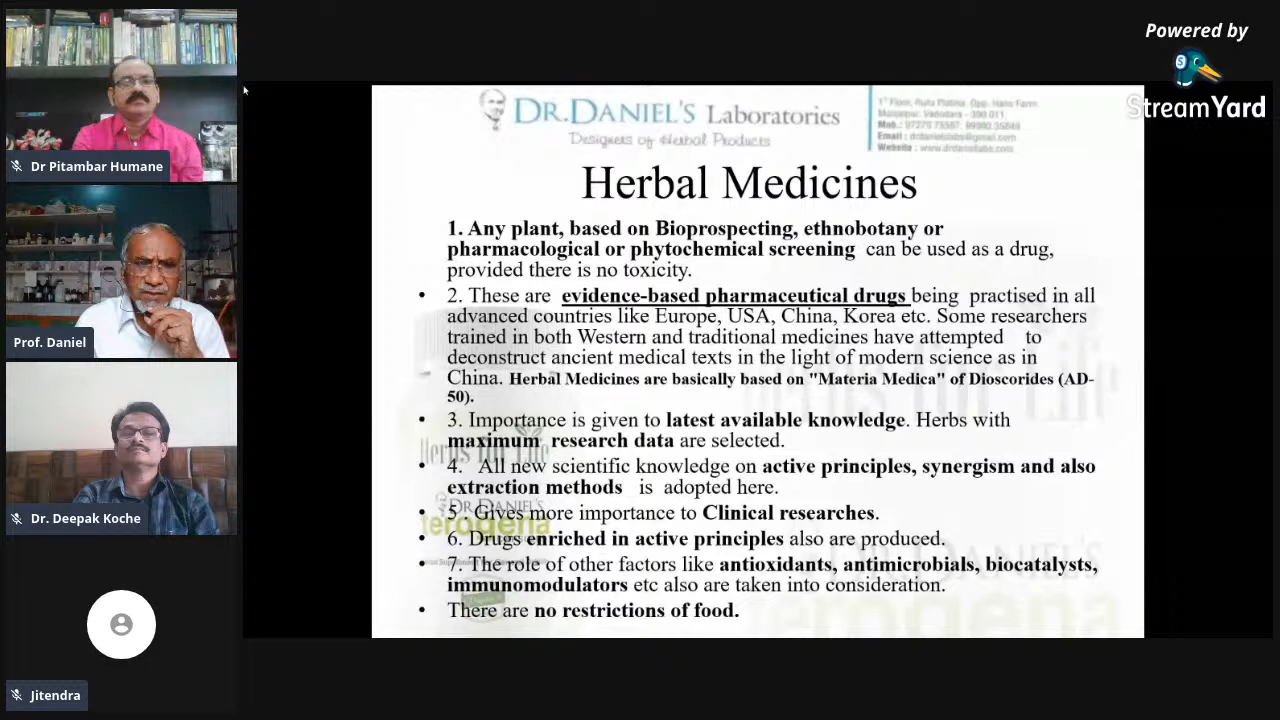 Powered by
StreamYard
Dr Pitambar Humane
Prof. Daniel
Dr. Deepak Koche
Jitendra
DR.DANIEL'S Laboratories
Designers of Herbal Products
Herbal Medicines
1. Any plant, based on Bioprospecting, ethnobotany or
pharmacological or phytochemical screening can be used as a drug,
provided there is no toxicity.
• 2. These are evidence-based pharmaceutical drugs being practised in all
advanced countries like Europe, USA, China, Korea etc. Some researchers
trained in both Western and traditional medicines have attempted to
deconstruct ancient medical texts in the light of modern science as in
China. Herbal Medicines are basically based on "Materia Medica" of Dioscorides (AD-
50).
• 3. Importance is given to latest available knowledge. Herbs with
maximum research data are selected.
• 4. All new scientific knowledge on active principles, synergism and also
extraction methods is adopted here.
• 5 . Gives more importance to Clinical researches.
• 6. Drugs enriched in active principles also are produced.
• 7. The role of other factors like antioxidants, antimicrobials, biocatalysts,
immunomodulators etc also are taken into consideration.
• There are no restrictions of food.